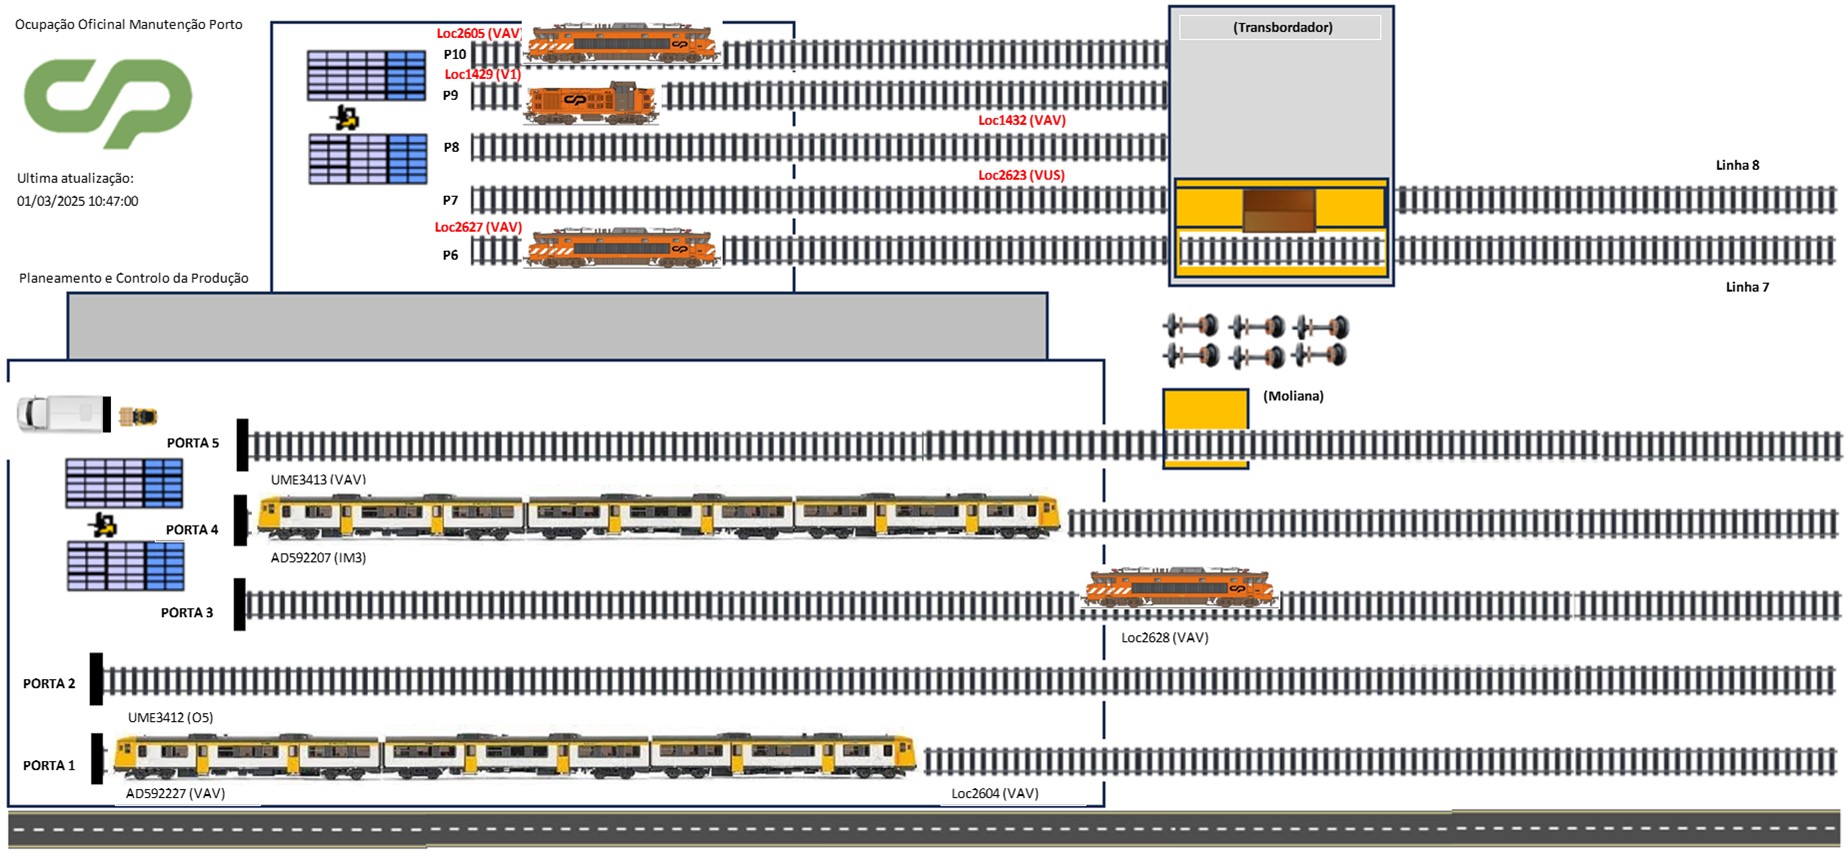 Ocupação Oficinal Manutenção Porto
Ultima atualização:
01/03/2025 10:47:00
Planeamento e Controlo da Produção
Loc2605 (VAV)
P10
Loc1429 (V1)
P9
Loc1432 (VAV)
P8
Loc2623 (VUS)
P7
Loc2627 (VAV)
P6
(Transbordador)
Linha 8
Linha 7
(Moliana)
PORTA 5
UME3413 (VAV)
PORTA 4
AD592207 (IM3)
PORTA 3
Loc2628 (VAV)
PORTA 2
UME3412 (O5)
PORTA 1
AD592227 (VAV)
Loc2604 (VAV)